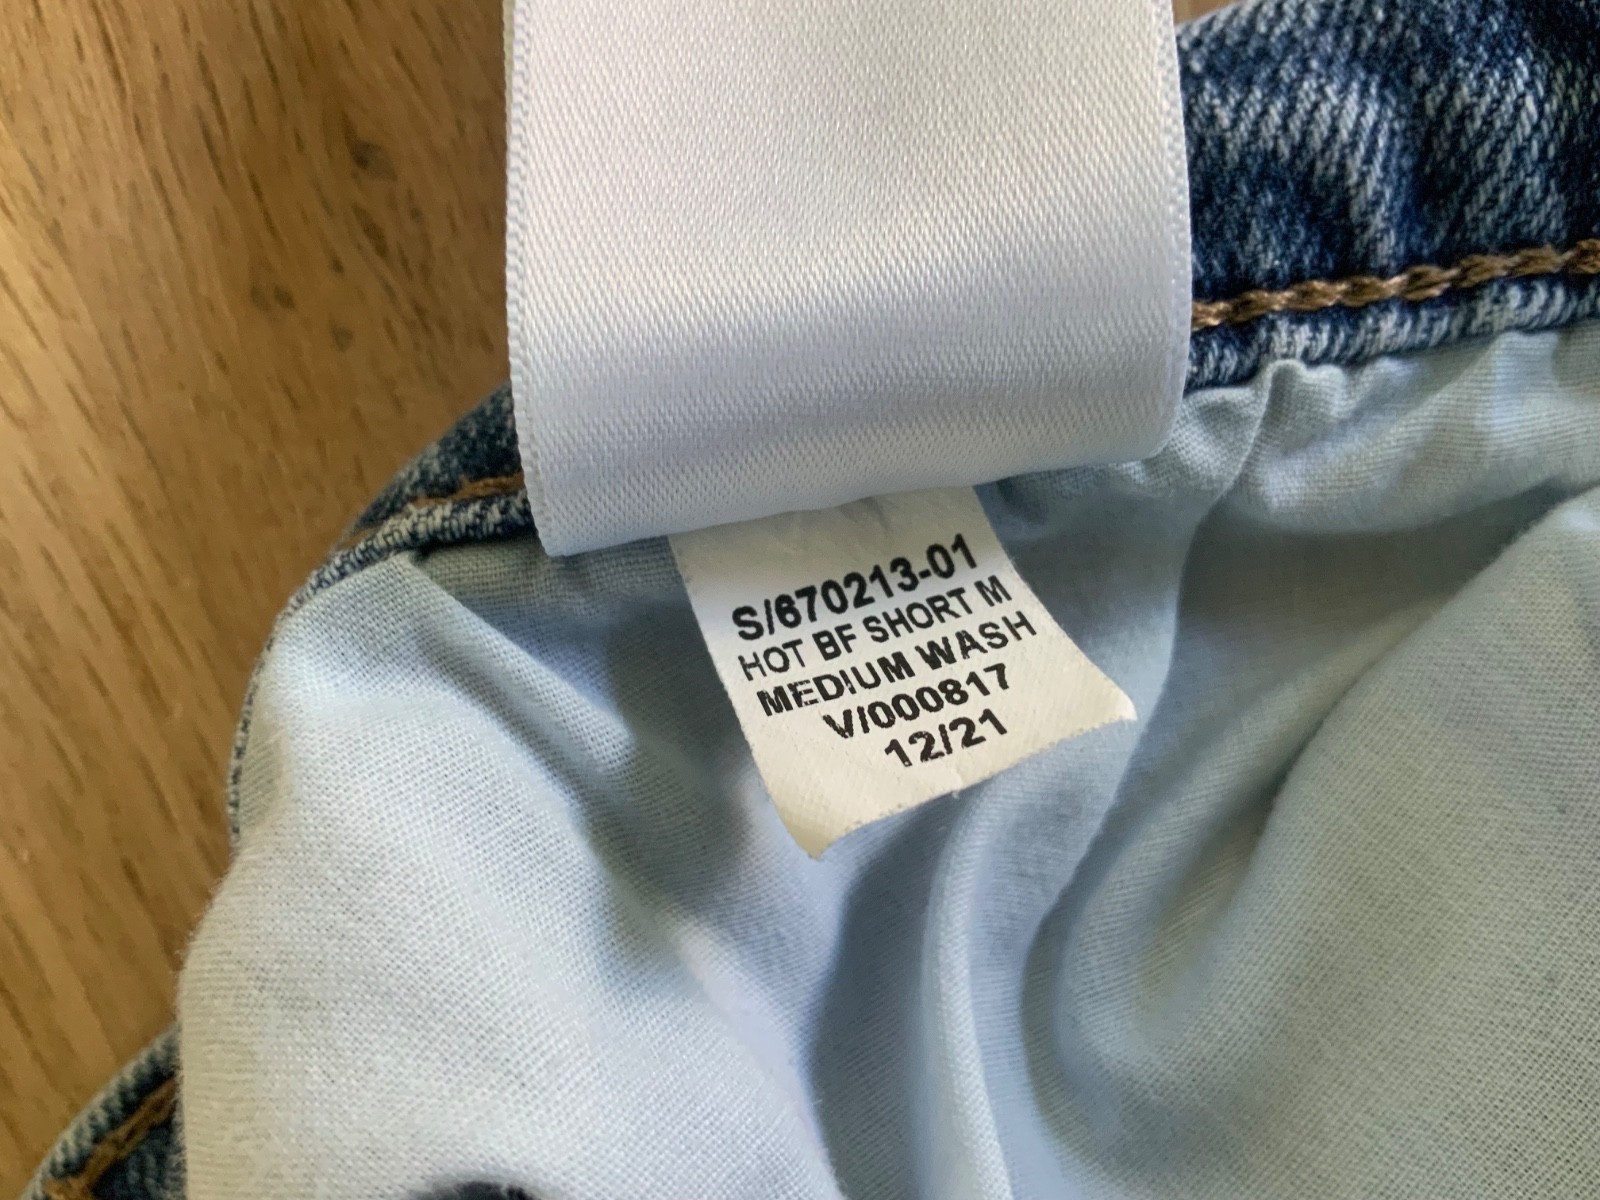 S/670213-01
HOT BF SHORT M
MEDIUM WASH
V/000817
12/21